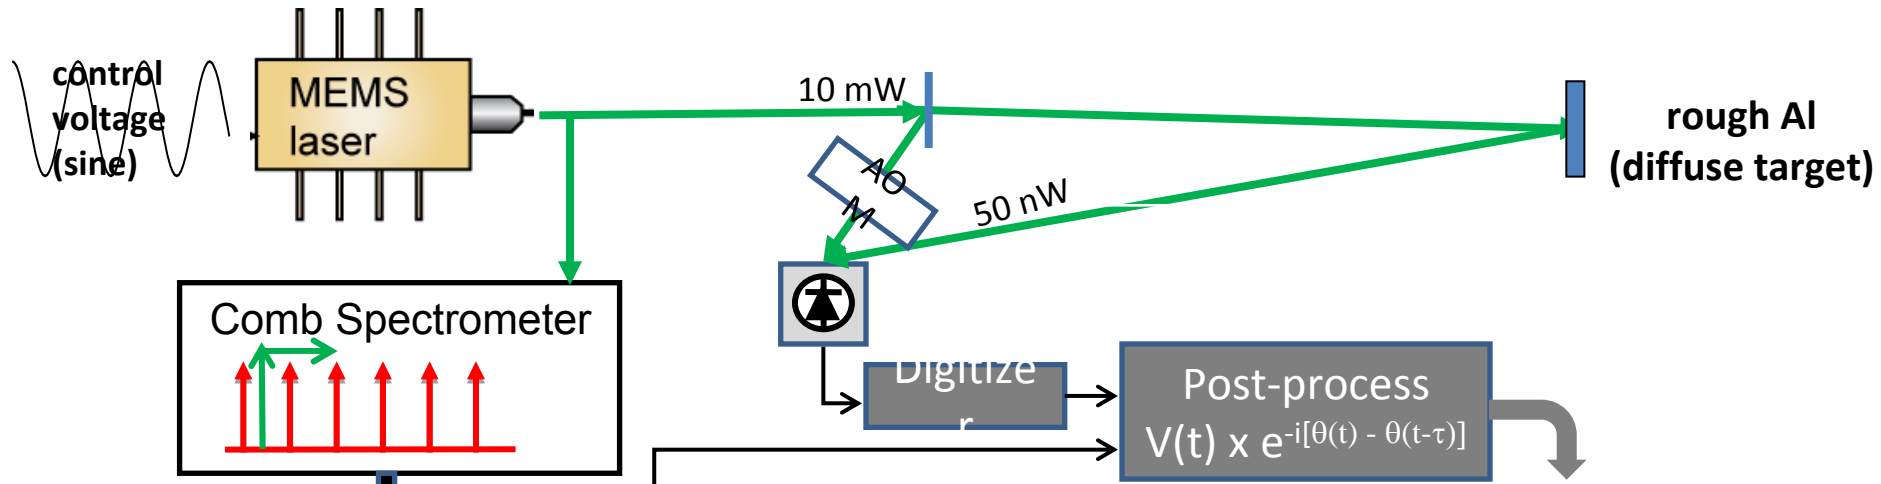 control
voltage
(sine)
MEMS
laser
10 mW
AO
M
50 nW
rough Al
(diffuse target)
Comb Spectrometer
Digitize
r
Post-process
V(t) x e^-i[θ(t) - θ(t-τ)]